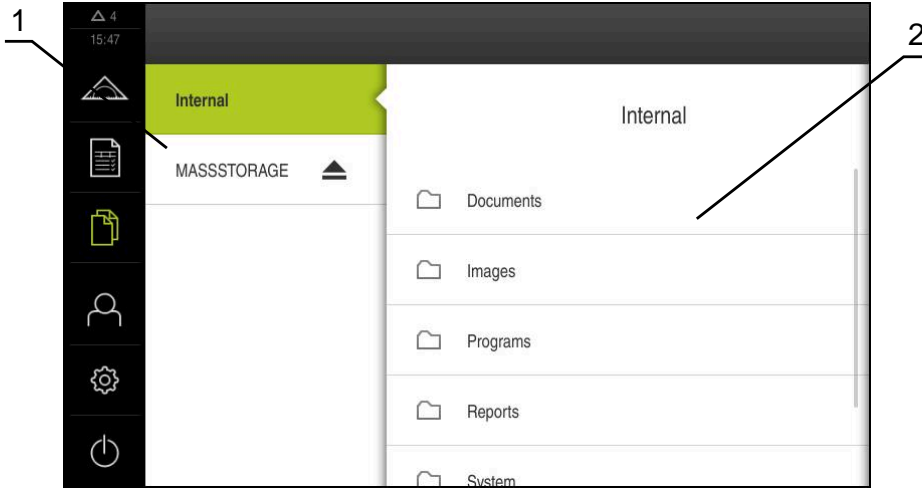 1
2
4
15:47
Internal
MASSSTORAGE
Internal
Documents
Images
Programs
Reports
System